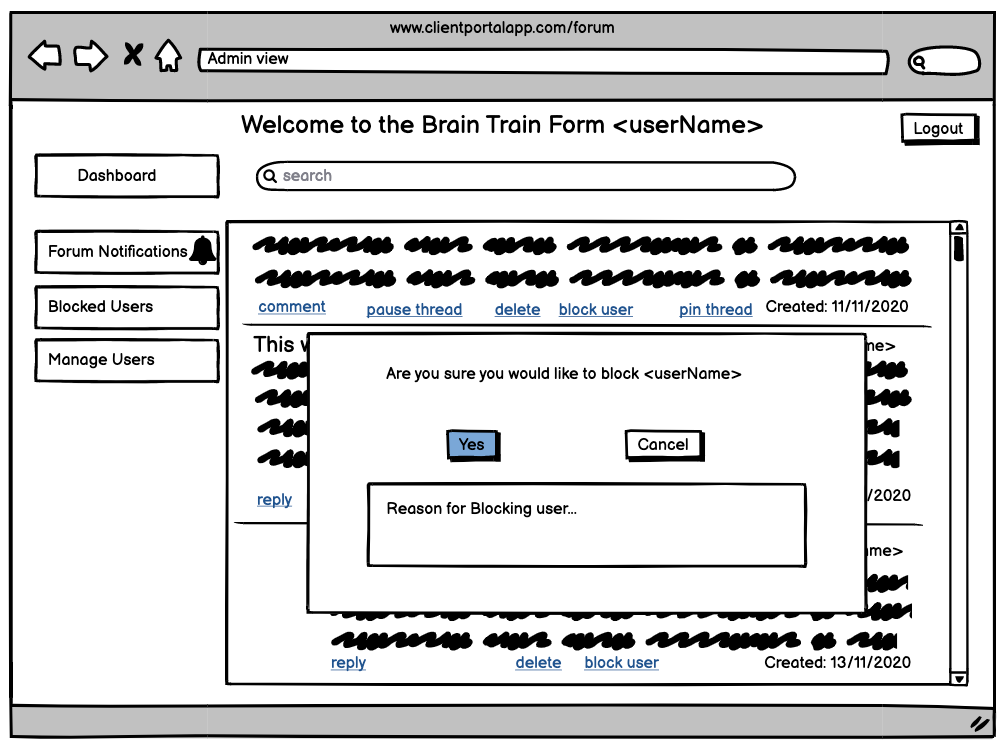 www.clientportalapp.com/forum
Admin view
Welcome to the Brain Train Form <userName>
Logout
Dashboard
search
Forum Notifications
Blocked Users
Manage Users
comment pause thread delete block user pin thread Created: 11/11/2020
This
me>
Are you sure you would like to block <userName>
Yes Cancel
Reason for Blocking user...
reply /2020
me>
reply delete block user Created: 13/11/2020